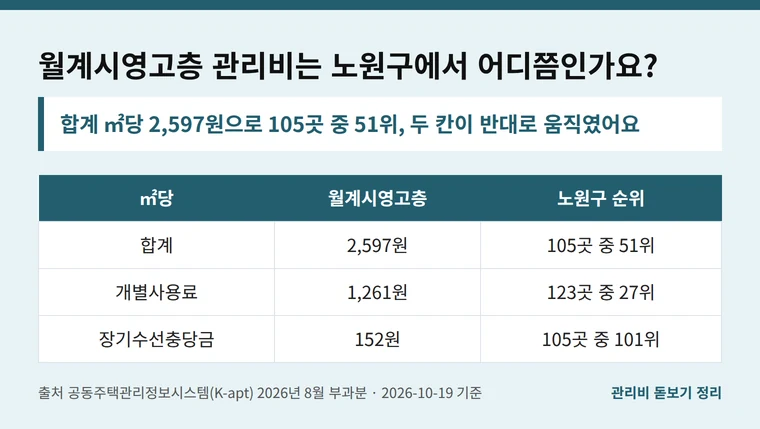 월계시영고층 관리비는 노원구에서 어디쯤인가요?
합계 ㎡당 2,597원으로 105곳 중 51위, 두 칸이 반대로 움직였어요
㎡당 월계시영고층 노원구 순위
합계 2,597원 105곳 중 51위
개별사용료 1,261원 123곳 중 27위
장기수선충당금 152원 105곳 중 101위
출처 공동주택관리정보시스템(K-apt) 2026년 8월 부과분 · 2026-10-19 기준 관리비 돋보기 정리